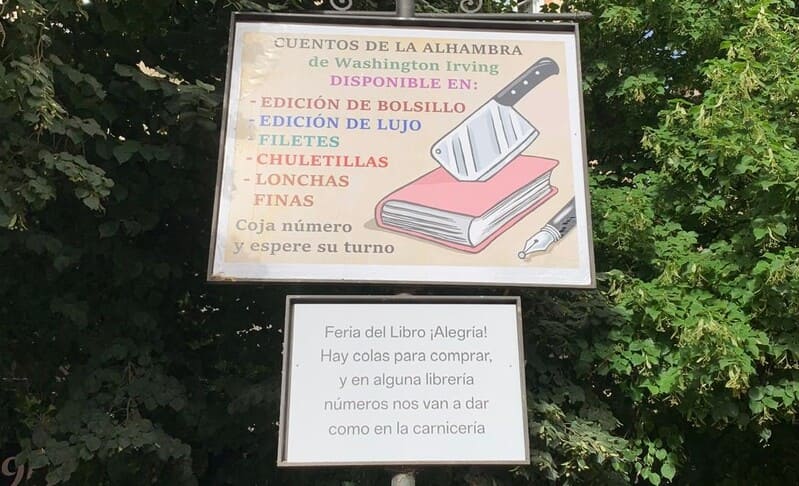 CUENTOS DE LA ALHAMBRA
de Washington Irving
DISPONIBLE EN:
- EDICIÓN DE BOLSILLO
- EDICIÓN DE LUJO
- FILETES
- CHULETILLAS
- LONCHAS
FINAS
Coja número
y espere su turno
Feria del Libro ¡Alegría!
Hay colas para comprar,
y en alguna librería
números nos van a dar
como en la carnicería